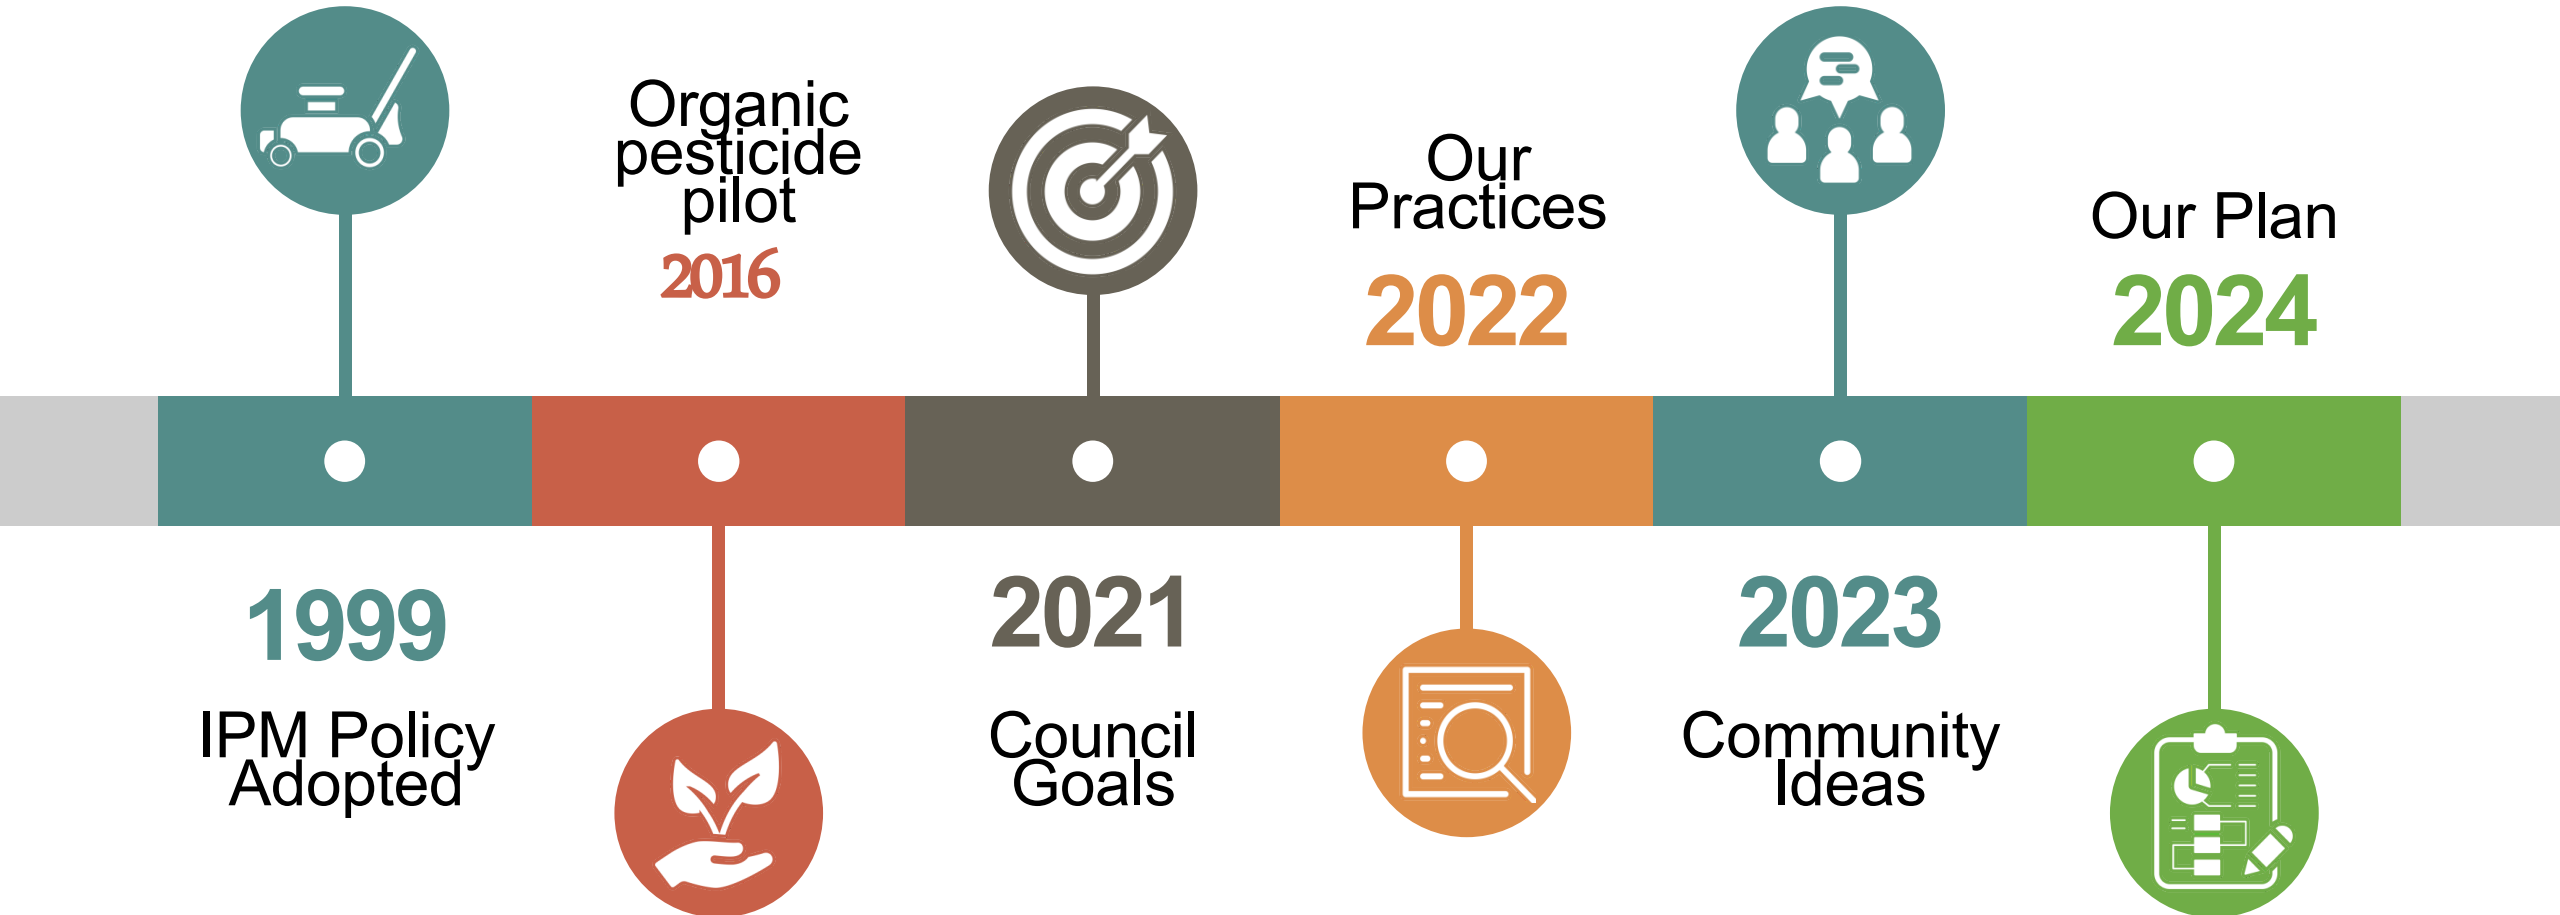 1999
IPM Policy
Adopted
Organic
pesticide
pilot
2016
2021
Council
Goals
Our
Practices
2022
2023
Community
Ideas
Our Plan
2024